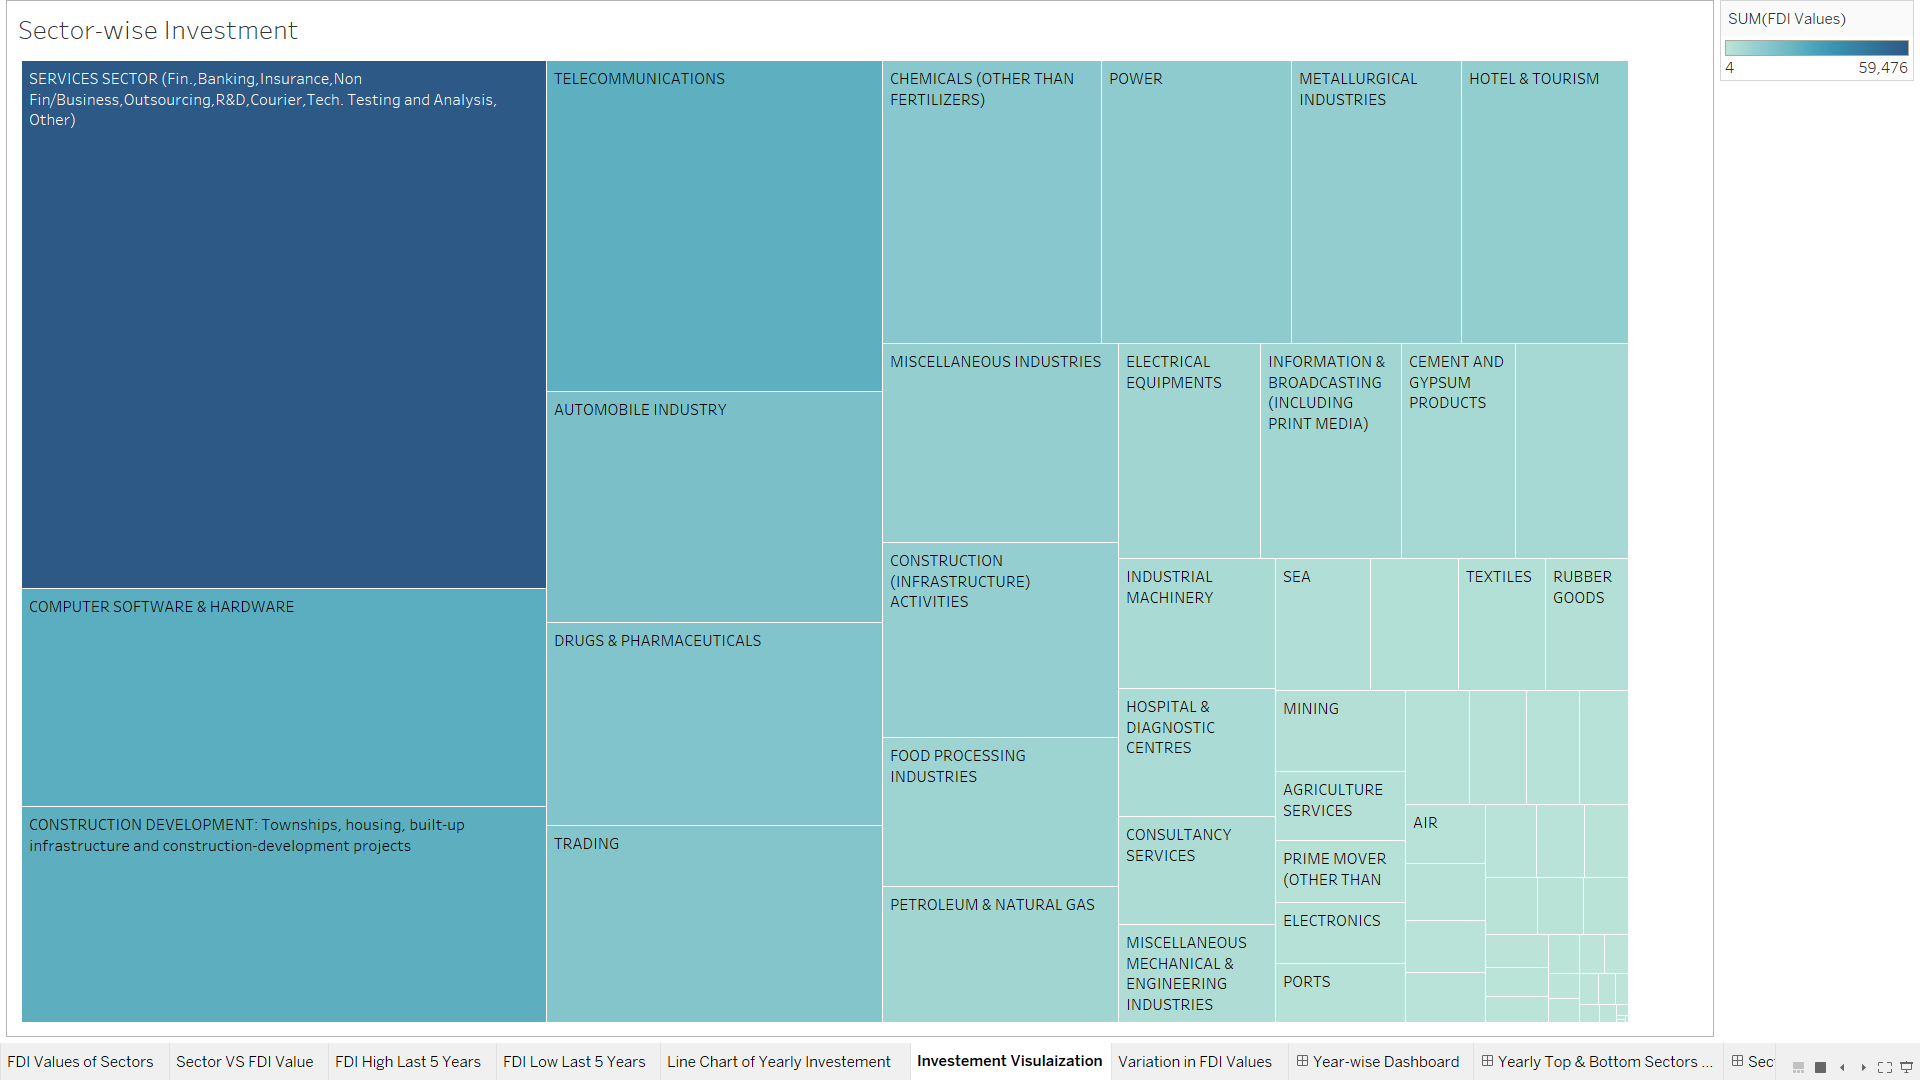 Sector-wise Investment
SUM(FDI Values)
4 59,476
SERVICES SECTOR (Fin.,Banking,Insurance,Non
Fin/Business,Outsourcing,R&D,Courier,Tech. Testing and Analysis,
Other)
COMPUTER SOFTWARE & HARDWARE
CONSTRUCTION DEVELOPMENT: Townships, housing, built-up
infrastructure and construction-development projects
TELECOMMUNICATIONS
AUTOMOBILE INDUSTRY
DRUGS & PHARMACEUTICALS
TRADING
CHEMICALS (OTHER THAN
FERTILIZERS)
POWER
METALLURGICAL
INDUSTRIES
HOTEL & TOURISM
MISCELLANEOUS INDUSTRIES
CONSTRUCTION
(INFRASTRUCTURE)
ACTIVITIES
FOOD PROCESSING
INDUSTRIES
PETROLEUM & NATURAL GAS
ELECTRICAL
EQUIPMENTS
INFORMATION &
BROADCASTING
(INCLUDING
PRINT MEDIA)
CEMENT AND
GYPSUM
PRODUCTS
INDUSTRIAL
MACHINERY
HOSPITAL &
DIAGNOSTIC
CENTRES
CONSULTANCY
SERVICES
MISCELLANEOUS
MECHANICAL &
ENGINEERING
INDUSTRIES
SEA
TEXTILES
RUBBER
GOODS
MINING
AGRICULTURE
SERVICES
PRIME MOVER
(OTHER THAN
ELECTRONICS
PORTS
AIR
FDI Values of Sectors
Sector VS FDI Value
FDI High Last 5 Years
FDI Low Last 5 Years
Line Chart of Yearly Investement
Investement Visulaization
Variation in FDI Values
Year-wise Dashboard
Yearly Top & Bottom Sectors ...
Sec